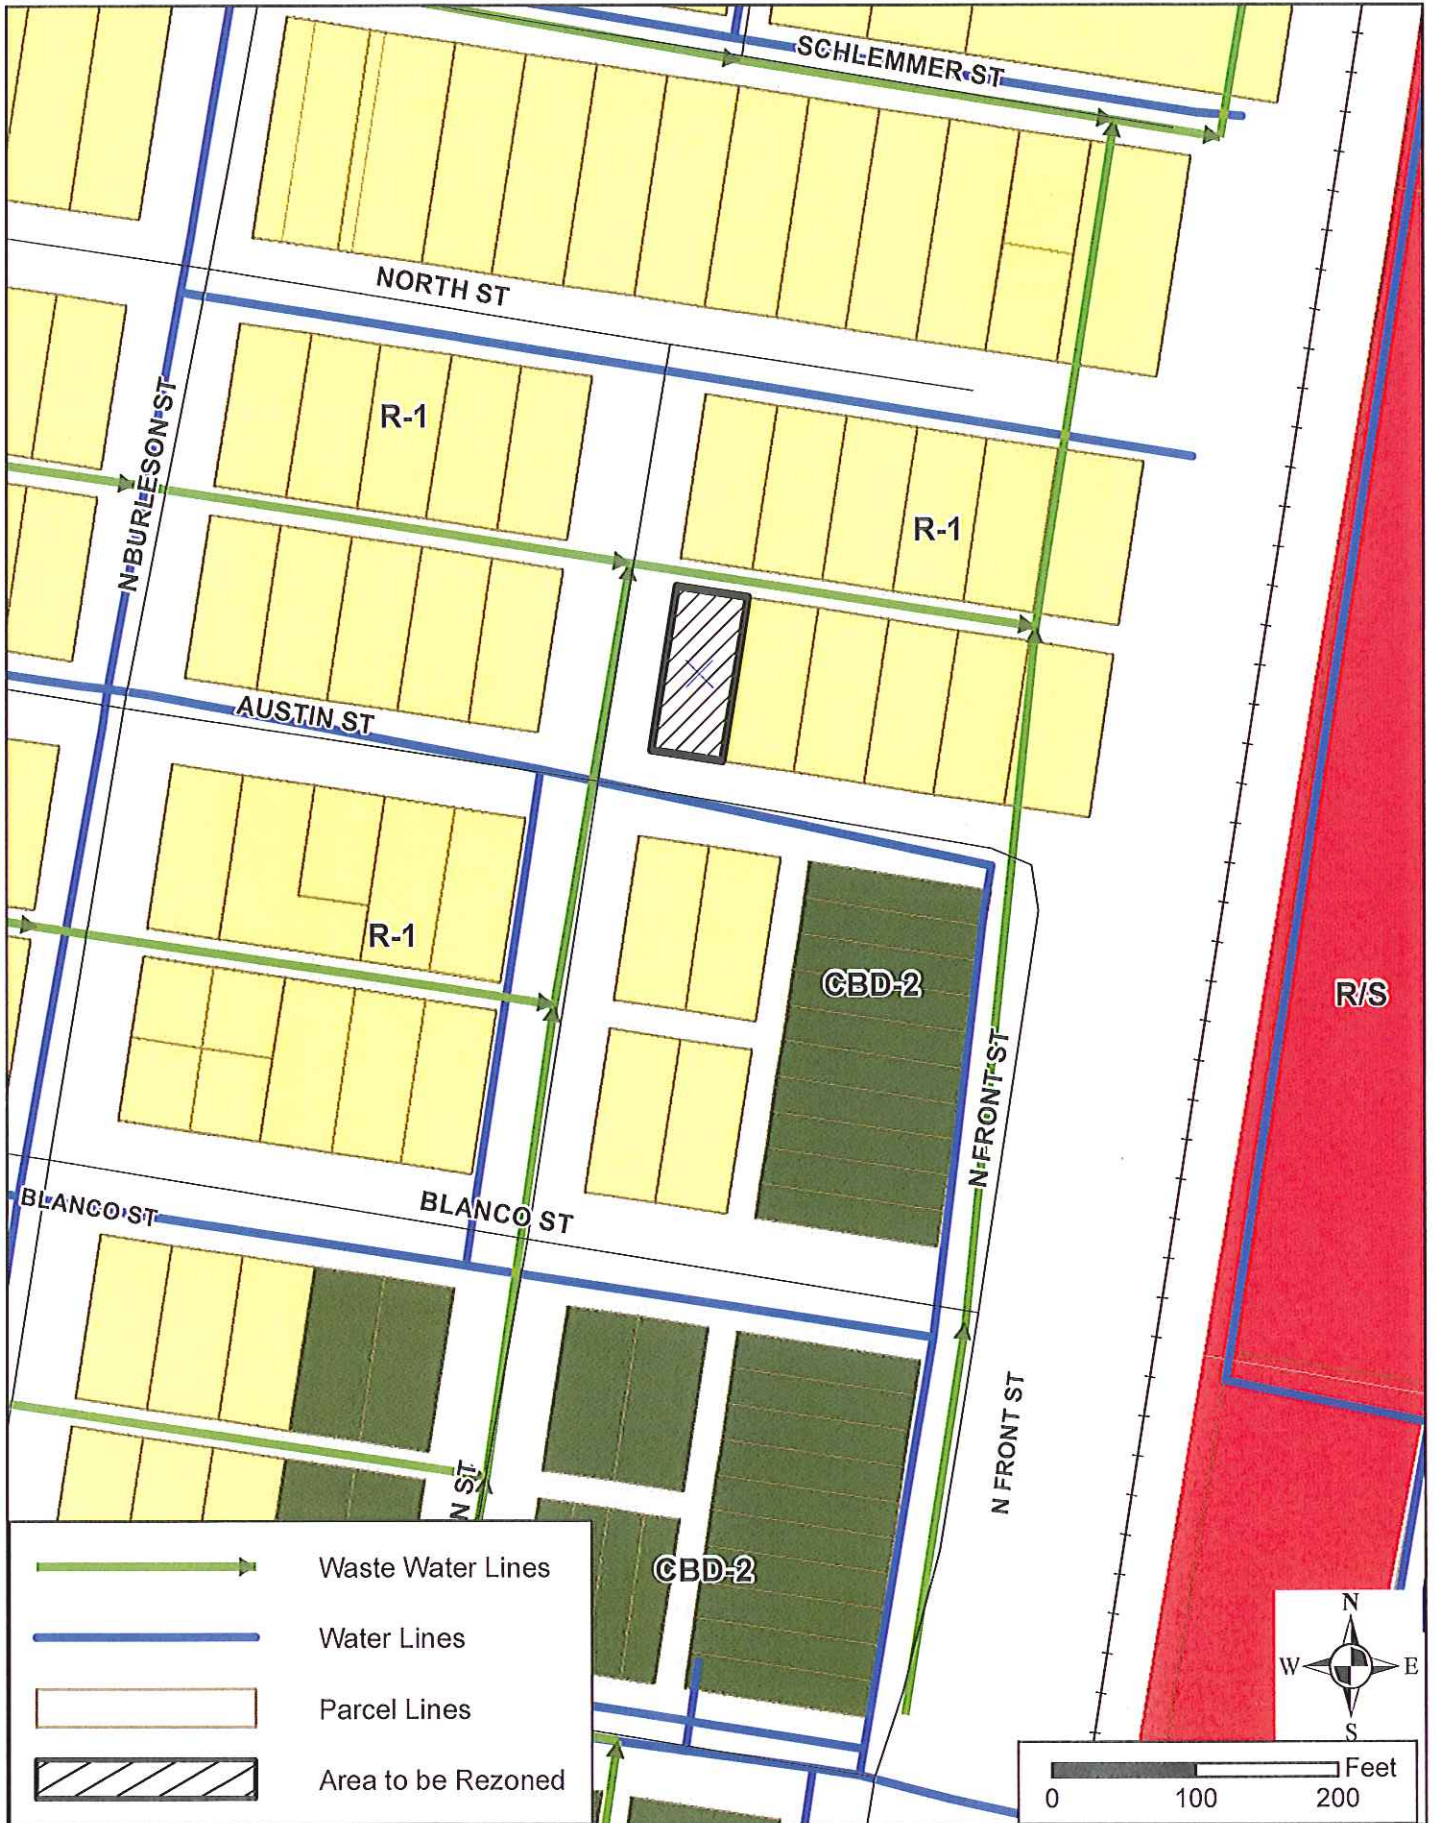 SCHLEMMER ST
NORTH ST
R-1
N BURLESON ST
R-1
AUSTIN ST
R-1
CBD-2
R/S
N FRONT ST
BLANCO ST
BLANCO ST
N FRONT ST
N ST
CBD-2
Waste Water Lines
Water Lines
Parcel Lines
Area to be Rezoned
N
W E
S
Feet
0 100 200